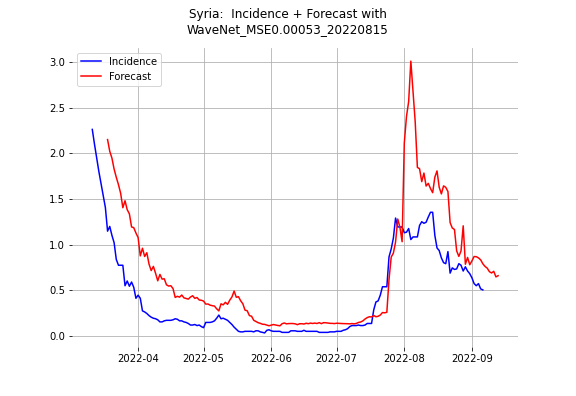 Syria:  Incidence + Forecast with
WaveNet_MSE0.00053_20220815
Incidence
Forecast
3.0
2.5
2.0
1.5
1.0
0.5
0.0
2022-04 2022-05 2022-06 2022-07 2022-08 2022-09